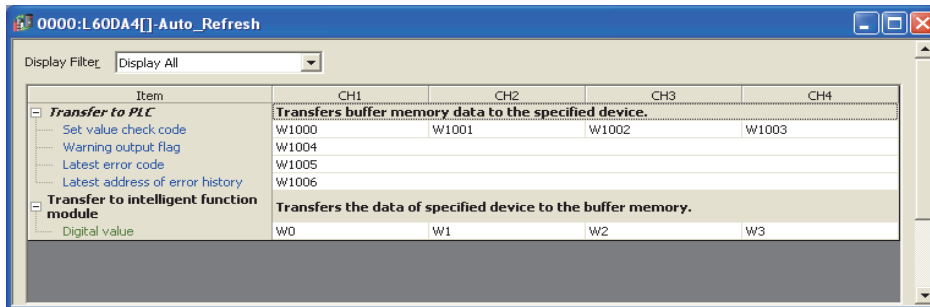 0000:L60DA4[]-Auto_Refresh
Display Filter Display All
Item CH1 CH2 CH3 CH4
Transfer to PLC Transfers buffer memory data to the specified device.
Set value check code W1000 W1001 W1002 W1003
Warning output flag W1004
Latest error code W1005
Latest address of error history W1006
Transfer to intelligent function
module Transfers the data of specified device to the buffer memory.
Digital value W0 W1 W2 W3